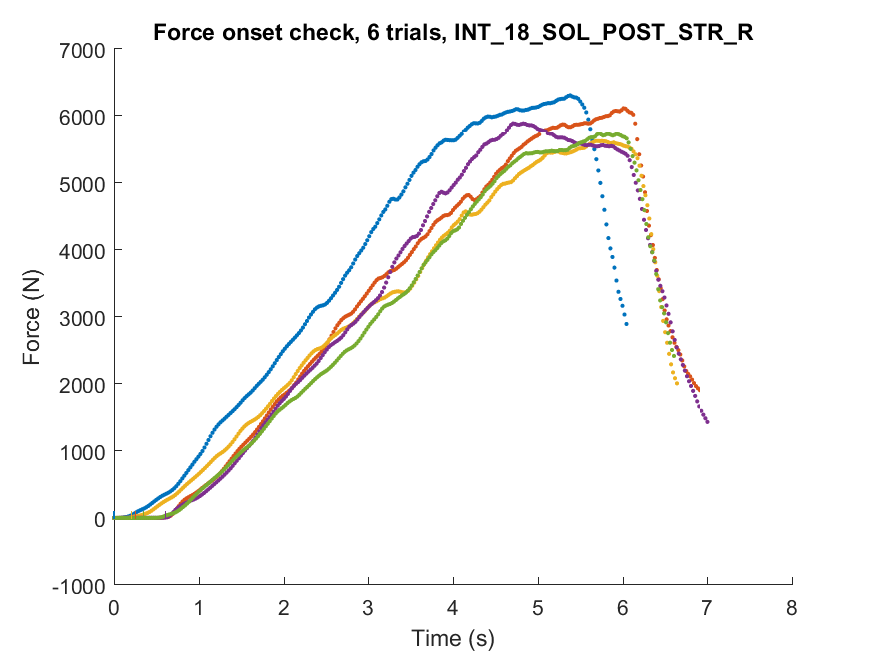 Force onset check, 6 trials, INT_18_SOL_POST_STR_R
7000
6000
5000
4000
3000
2000
1000
0
-1000
Force (N)
0 1 2 3 4 5 6 7 8
Time (s)